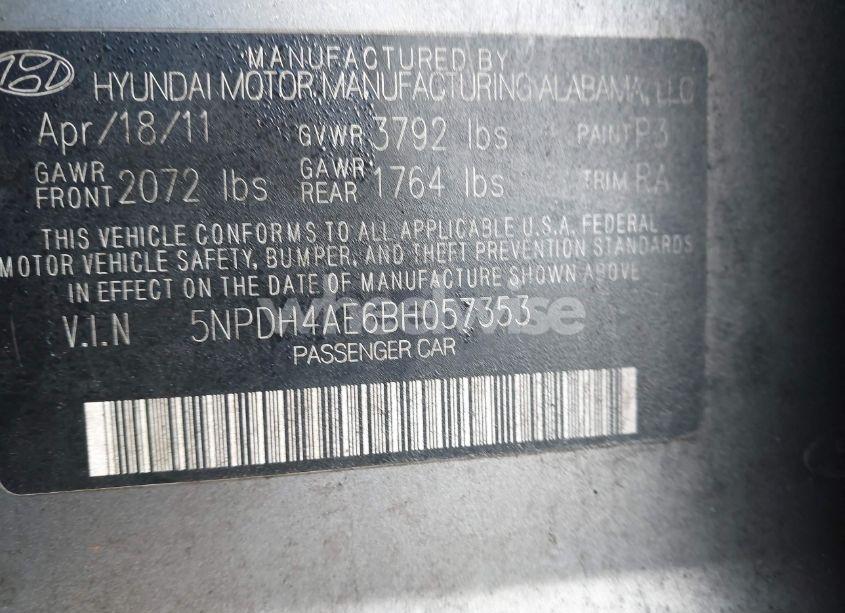 MANUFACTURED BY
HYUNDAI MOTOR MANUFACTURING ALABAMA, LLC
Apr/18/11 GVWR 3792 lbs PAINT P3
GAWR FRONT 2072 lbs GAWR REAR 1764 lbs TRIM RA
THIS VEHICLE CONFORMS TO ALL APPLICABLE U.S.A. FEDERAL
MOTOR VEHICLE SAFETY, BUMPER, AND THEFT PREVENTION STANDARDS
IN EFFECT ON THE DATE OF MANUFACTURE SHOWN ABOVE
V.I.N 5NPDH4AE6BH057353
PASSENGER CAR